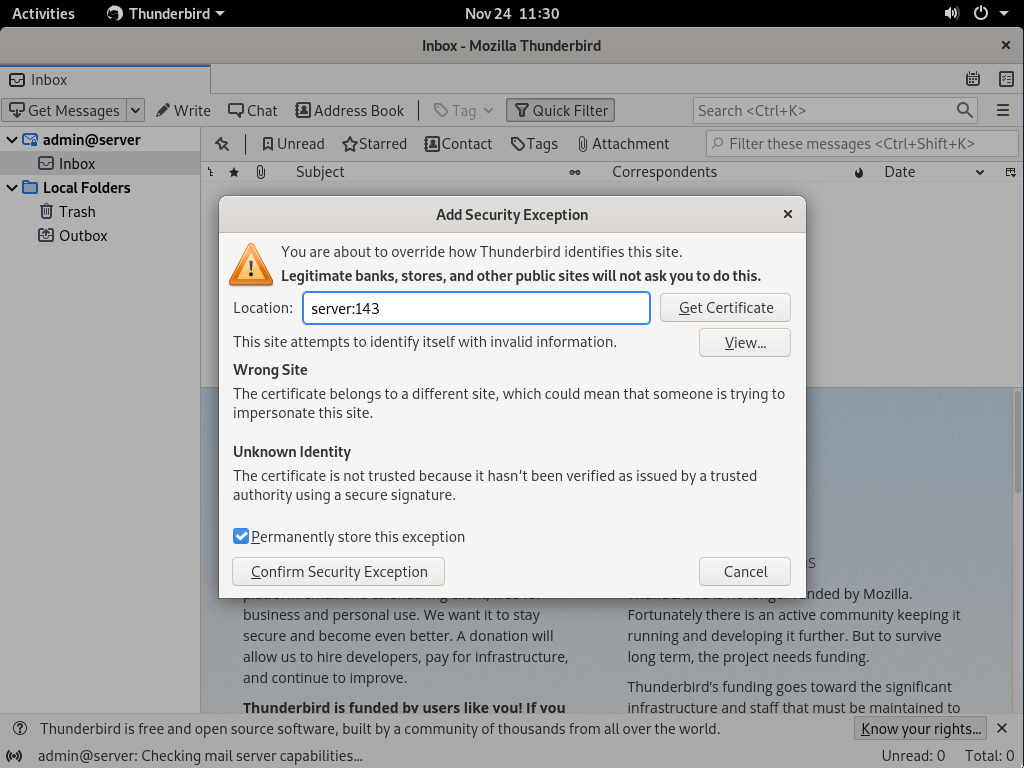 Activities Thunderbird Nov 24 11:30
Inbox - Mozilla Thunderbird
Inbox
Get Messages Write Chat Address Book Tag Quick Filter Search <Ctrl+K>
admin@server
Inbox
Local Folders
Trash
Outbox
Unread Starred Contact Tags Attachment Filter these messages <Ctrl+Shift+K>
Subject Correspondents Date
Add Security Exception
You are about to override how Thunderbird identifies this site.
Legitimate banks, stores, and other public sites will not ask you to do this.
Location: server:143 Get Certificate
This site attempts to identify itself with invalid information. View...
Wrong Site
The certificate belongs to a different site, which could mean that someone is trying to
impersonate this site.
Unknown Identity
The certificate is not trusted because it hasn't been verified as issued by a trusted
authority using a secure signature.
Permanently store this exception
Confirm Security Exception Cancel
business and personal use. We want it to stay
secure and become even better. A donation will
allow us to hire developers, pay for infrastructure,
and continue to improve.
Thunderbird is funded by users like you! If you
S
funded by Mozilla.
Fortunately there is an active community keeping it
running and developing it further. But to survive
long term, the project needs funding.
Thunderbird's funding goes toward the significant
infrastructure and staff that must be maintained to
Thunderbird is free and open source software, built by a community of thousands from all over the world. Know your rights...
admin@server: Checking mail server capabilities... Unread: 0 Total: 0